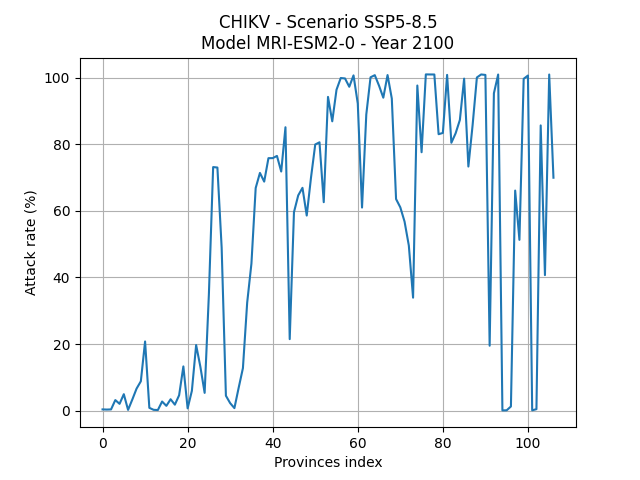 CHIKV - Scenario SSP5-8.5
Model MRI-ESM2-0 - Year 2100
100
80
60
40
20
0
Attack rate (%)
0 20 40 60 80 100
Provinces index